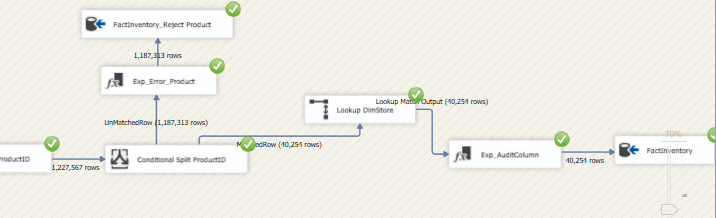 FactInventory_Reject Product
1,187,313 rows
Exp_Error_Product
UnMatchedRow (1,187,313 rows)
Lookup Match Output (40,254 rows)
Lookup DimStore
MatchedRow (40,254 rows)
roductID
1,227,567 rows
Conditional Split ProductID
Exp_AuditColumn
40,254 rows
FactInventory
70%